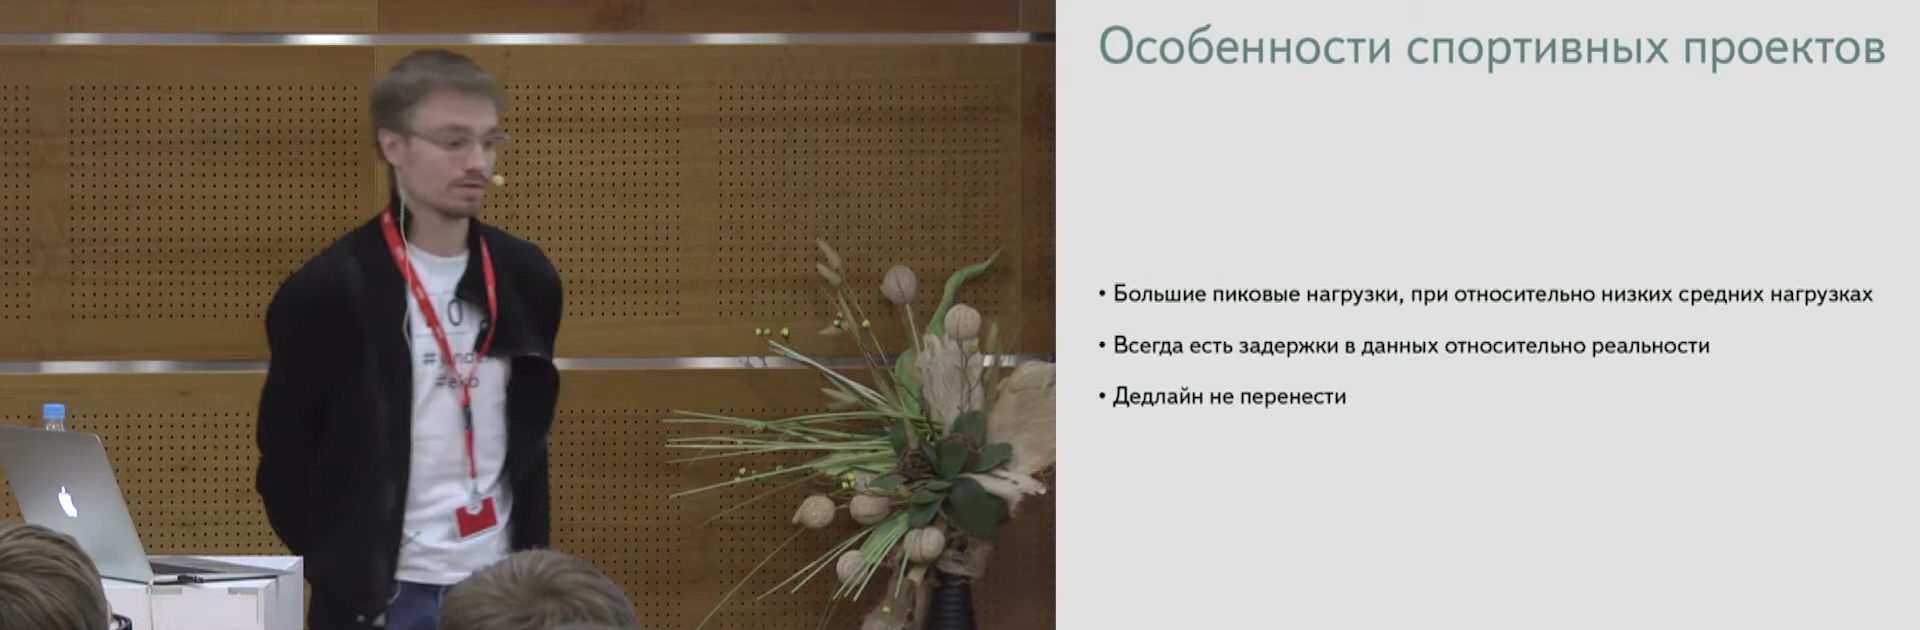 Особенности спортивных проектов
• Большие пиковые нагрузки, при относительно низких средних нагрузках
• Всегда есть задержки в данных относительно реальности
• Дедлайн не перенести